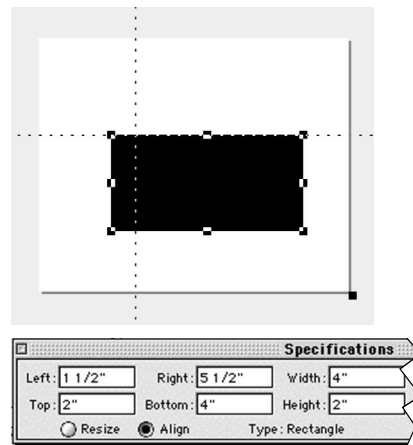 Specifications
Left: 1 1/2" Right: 5 1/2" Width: 4"
Top: 2" Bottom: 4" Height: 2"
Resize Align Type: Rectangle